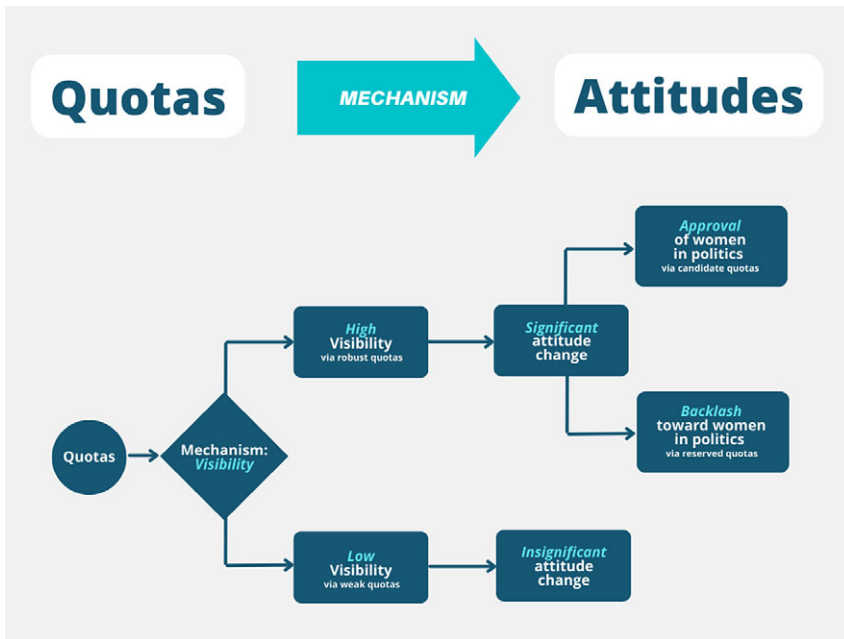 Quotas
MECHANISM
Attitudes
Approval
of women
in politics
via candidate quotas
High
Visibility
via robust quotas
Significant
attitude
change
Backlash
toward women
in politics
via reserved quotas
Quotas
Mechanism:
Visibility
Low
Visibility
via weak quotas
Insignificant
attitude
change